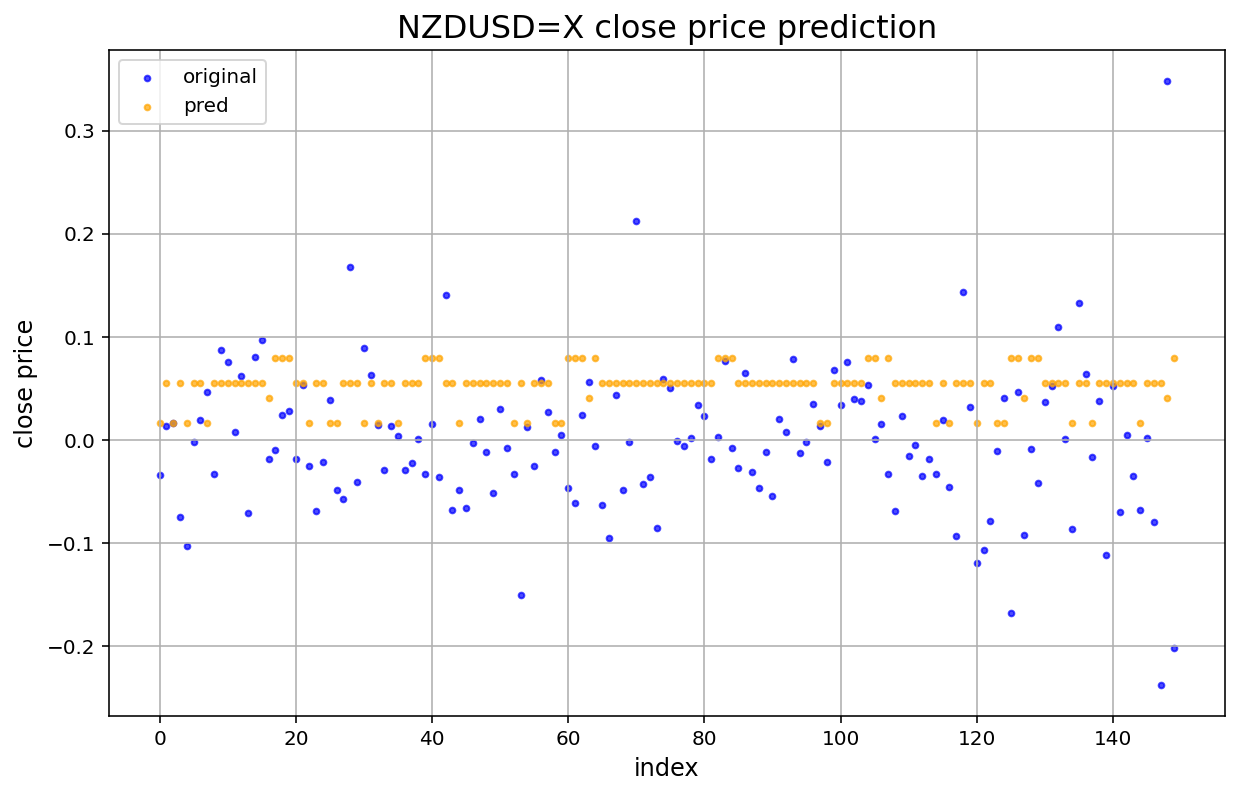 NZDUSD=X close price prediction
original
pred
close price
0.3
0.2
0.1
0.0
−0.1
−0.2
0 20 40 60 80 100 120 140
index